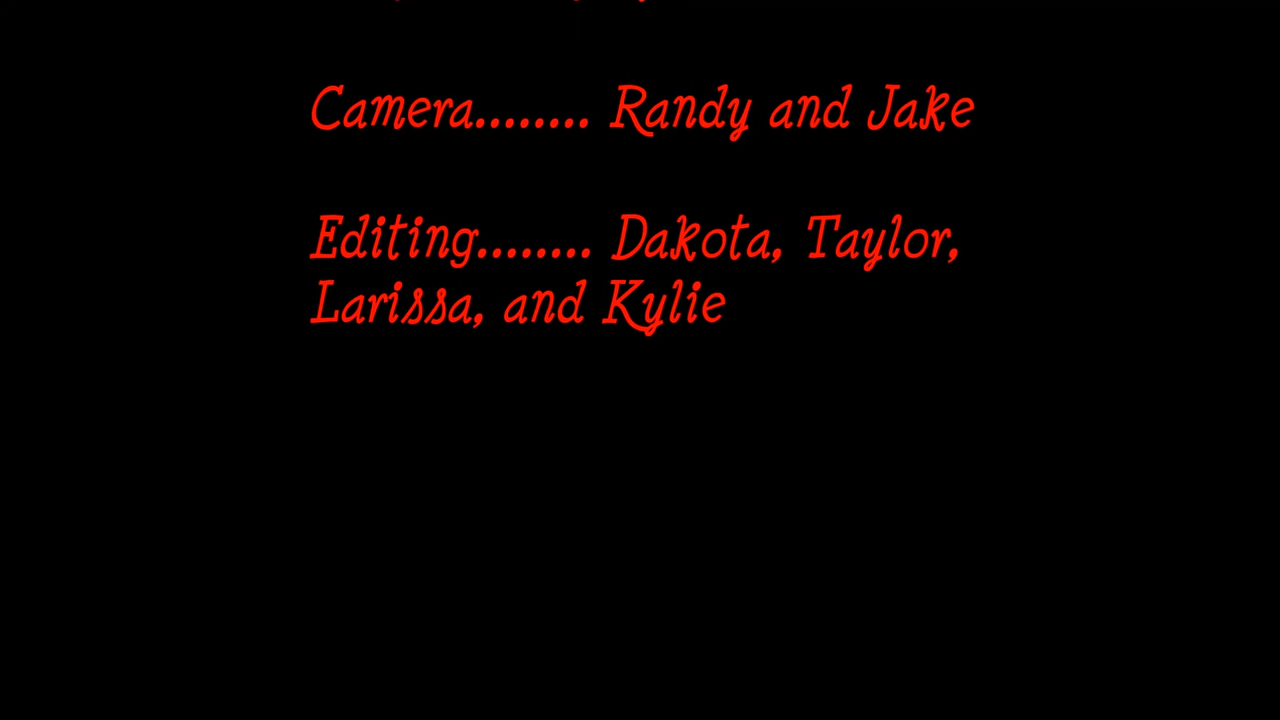 Camera........ Randy and Jake
Editing........ Dakota, Taylor,
Larissa, and Kylie